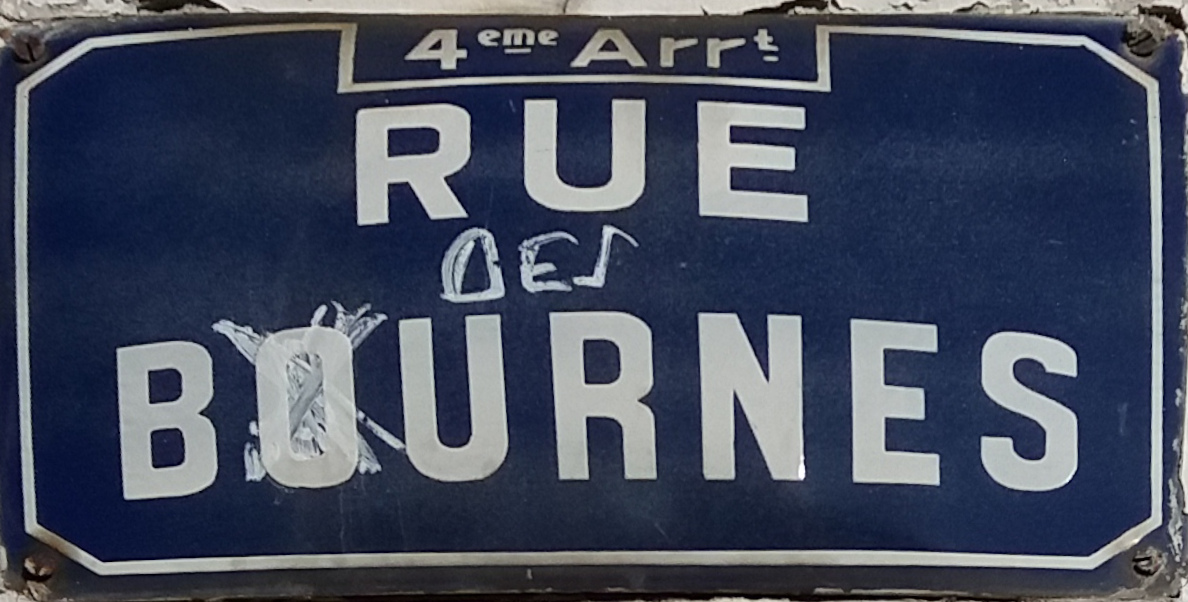 4eme Arrt
RUE
DES
BOURNES